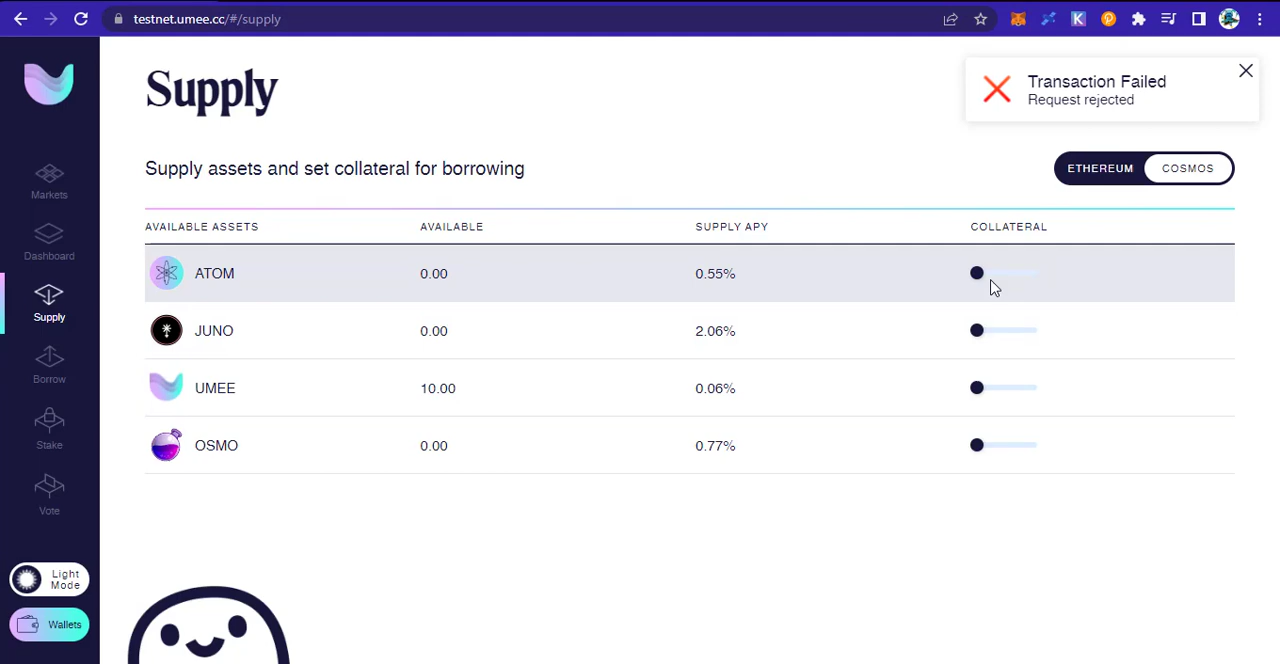 testnet.umee.cc/#/supply
K
P
Supply
Transaction Failed
Request rejected
Supply assets and set collateral for borrowing
ETHEREUM
COSMOS
AVAILABLE ASSETS
AVAILABLE
SUPPLY APY
COLLATERAL
ATOM
0.00
0.55%
JUNO
0.00
2.06%
UMEE
10.00
0.06%
OSMO
0.00
0.77%
Markets
Dashboard
Supply
Borrow
Stake
Vote
Light
Mode
Wallets